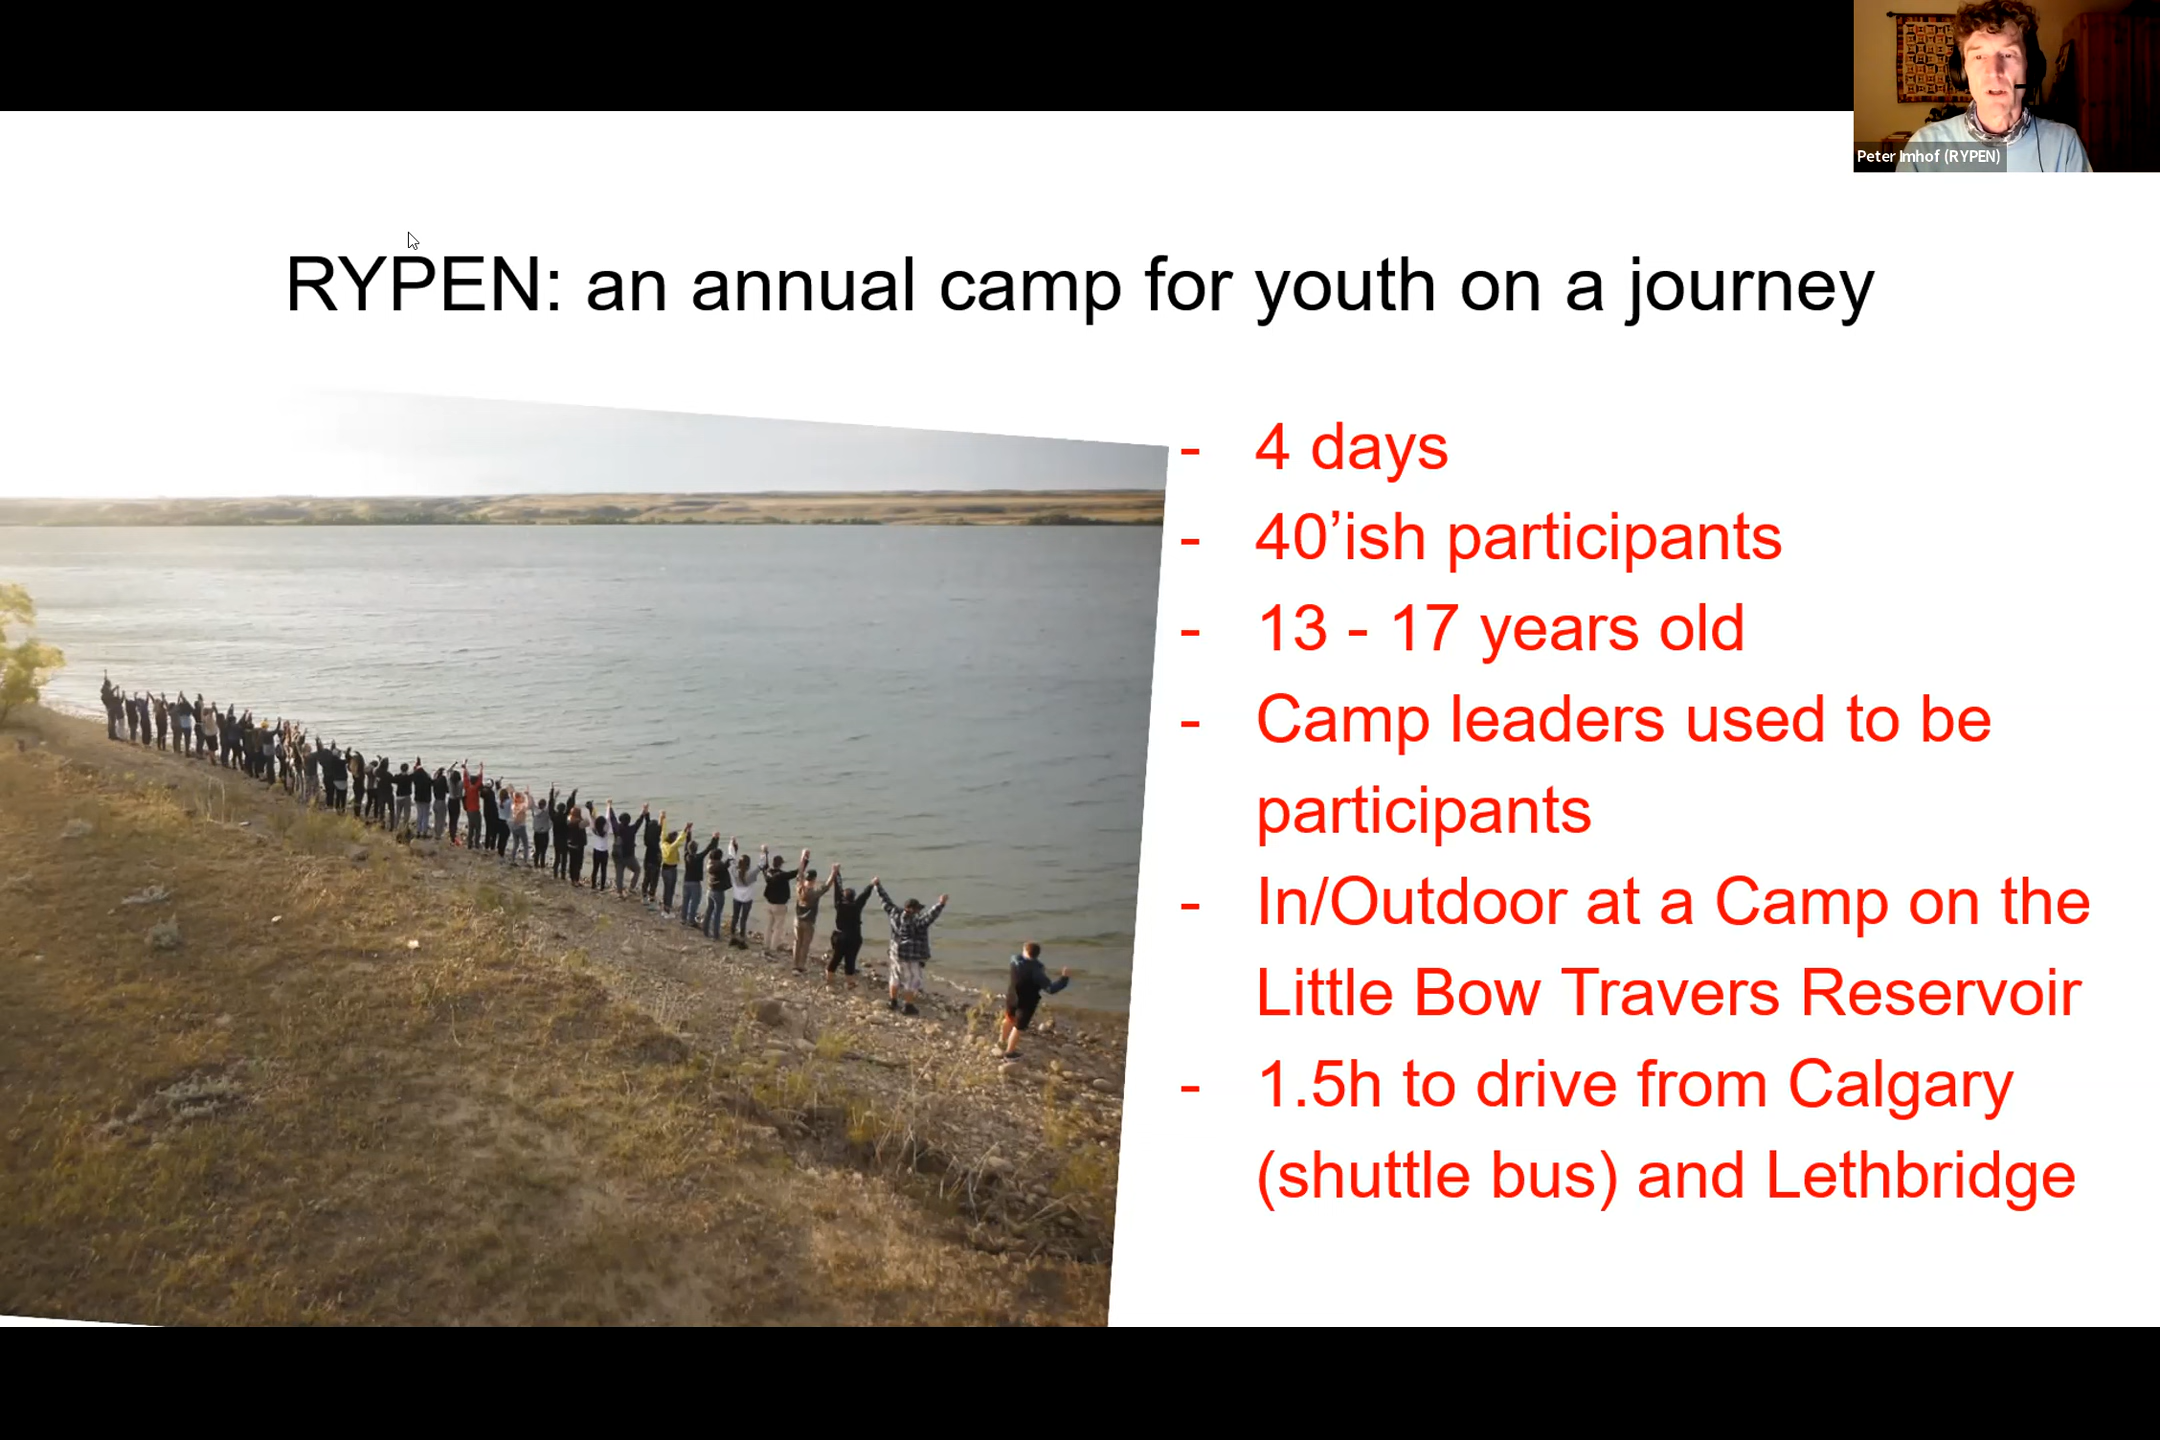 Peter Imhof (RYPEN)
RYPEN: an annual camp for youth on a journey
- 4 days
- 40’ish participants
- 13 - 17 years old
- Camp leaders used to be
participants
- In/Outdoor at a Camp on the
Little Bow Travers Reservoir
- 1.5h to drive from Calgary
(shuttle bus) and Lethbridge